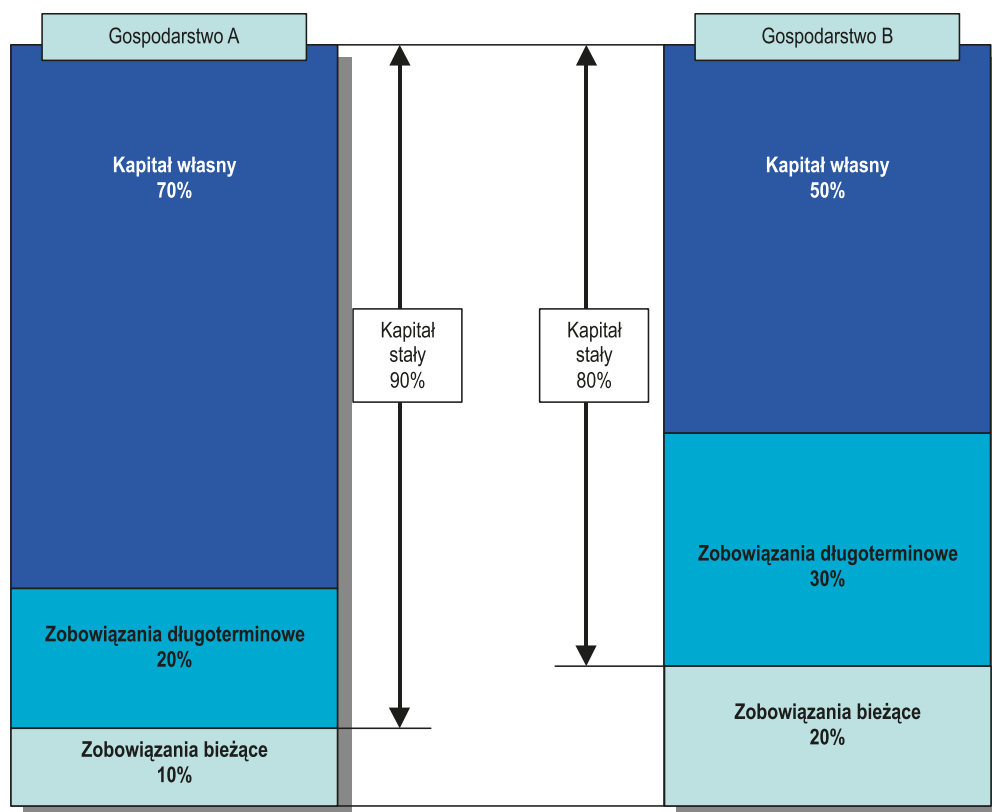 Gospodarstwo A
Gospodarstwo B
Kapitał własny
70%
Kapitał własny
50%
Kapitał
stały
90%
Kapitał
stały
80%
Zobowiązania długoterminowe
30%
Zobowiązania długoterminowe
20%
Zobowiązania bieżące
20%
Zobowiązania bieżące
10%